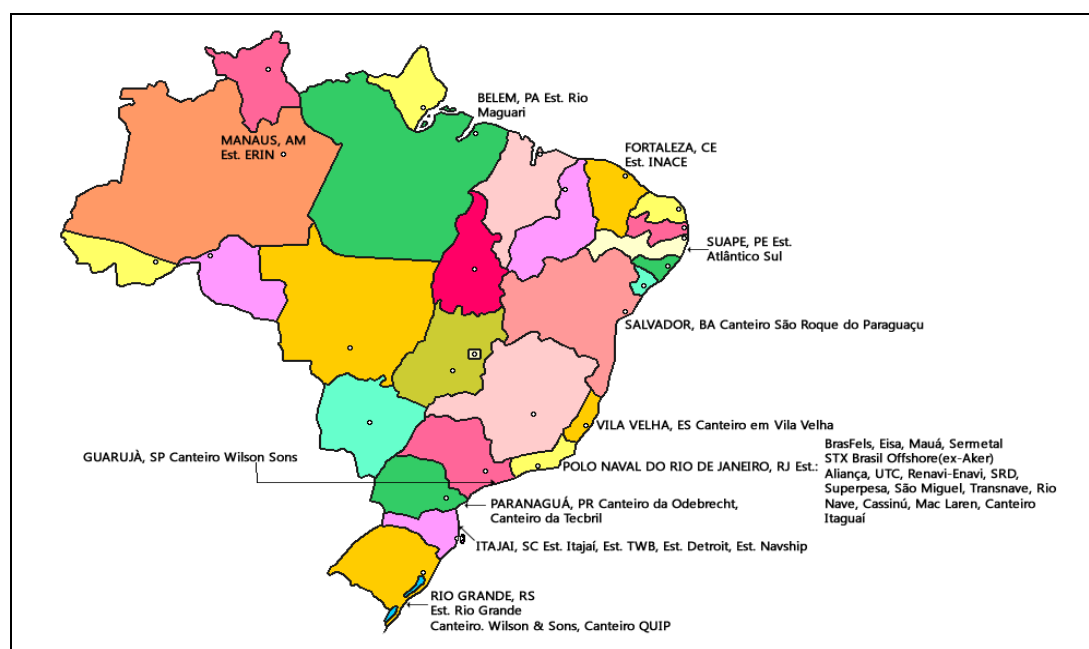 BELEM, PA Est. Rio
Maguari
MANAUS, AM
Est. ERIN
FORTALEZA, CE
Est. INACE
SUAPE, PE Est.
Atlântico Sul
SALVADOR, BA Canteiro São Roque do Paraguaçu
VILA VELHA, ES Canteiro em Vila Velha
GUARUJÀ, SP Canteiro Wilson Sons
POLO NAVAL DO RIO DE JANEIRO, RJ Est.:
BrasFels, Eisa, Mauá, Sermetal
STX Brasil Offshore(ex-Aker)
Aliança, UTC, Renavi-Enavi, SRD,
Superpesa, São Miguel, Transnave, Rio
Nave, Cassinú, Mac Laren, Canteiro
Itaguaí
PARANAGUÁ, PR Canteiro da Odebrecht,
Canteiro da Tecbril
ITAJAI, SC Est. Itajaí, Est. TWB, Est. Detroit, Est. Navship
RIO GRANDE, RS
Est. Rio Grande
Canteiro. Wilson & Sons, Canteiro QUIP